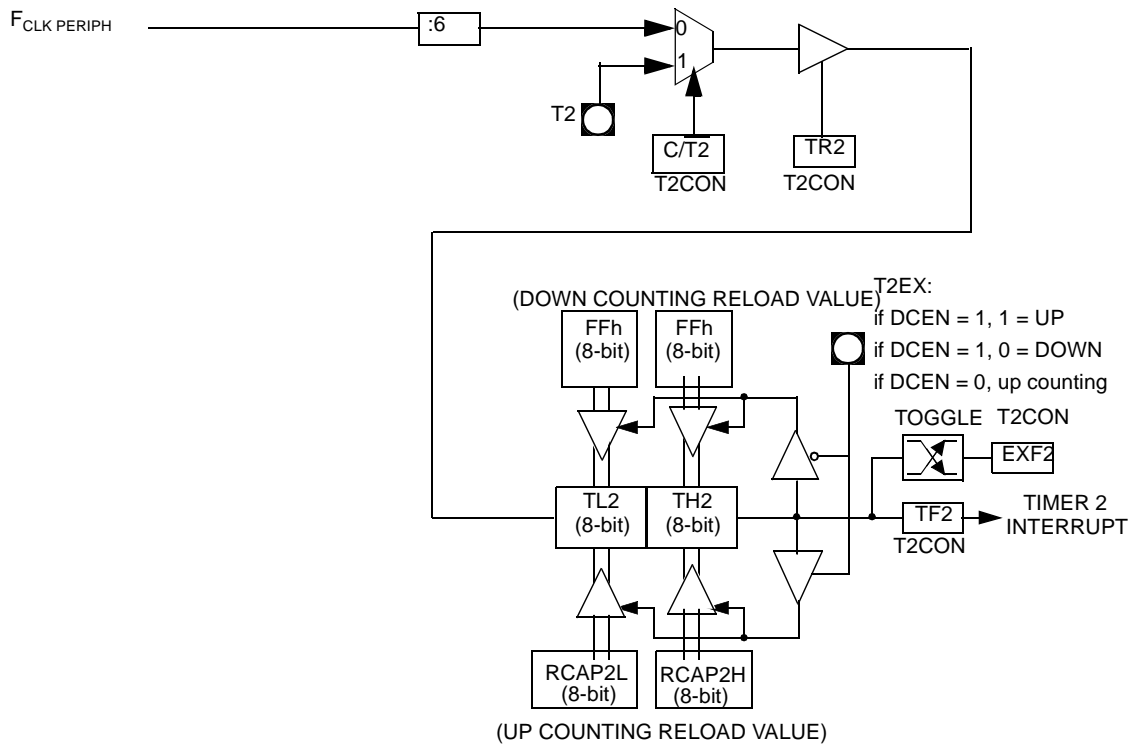 FCLK PERIPH
:6
0
1
T2
C/T2
T2CON
TR2
T2CON
(DOWN COUNTING RELOAD VALUE)
T2EX:
if DCEN = 1, 1 = UP
if DCEN = 1, 0 = DOWN
if DCEN = 0, up counting
FFh
(8-bit)
FFh
(8-bit)
TOGGLE
T2CON
EXF2
TL2
(8-bit)
TH2
(8-bit)
TF2
T2CON
TIMER 2
INTERRUPT
RCAP2L
(8-bit)
RCAP2H
(8-bit)
(UP COUNTING RELOAD VALUE)